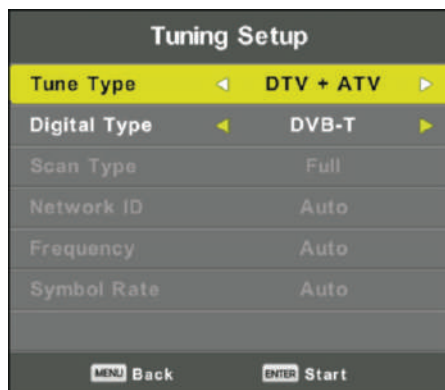 Tuning Setup
Tune Type DTV + ATV
Digital Type DVB-T
Scan Type Full
Network ID Auto
Frequency Auto
Symbol Rate Auto
MENU Back ENTER Start